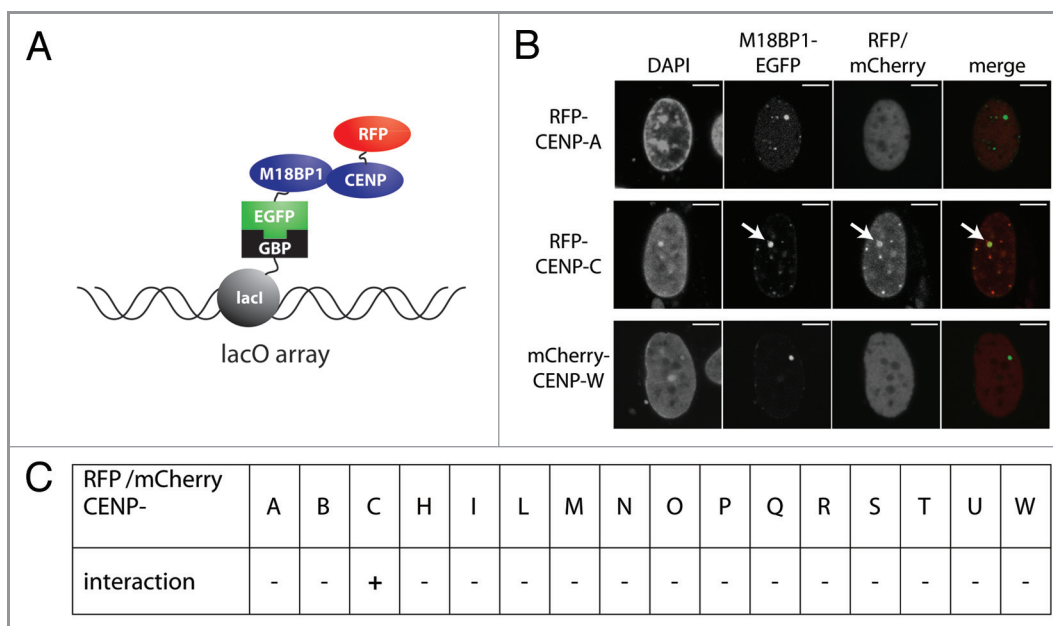 A
RFP
M18BP1
CENP
EGFP
GBP
lacI
lacO array
B
M18BP1-
EGFP
RFP/
mCherry
DAPI
merge
RFP-
CENP-A
RFP-
CENP-C
mCherry-
CENP-W
C
RFP /mCherry
CENP-
A B C H I L M N O P Q R S T U W
interaction - - + - - - - - - - - - - - - -